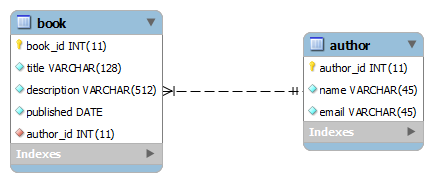 book
book_id INT(11)
title VARCHAR(128)
description VARCHAR(512)
published DATE
author_id INT(11)
Indexes
author
author_id INT(11)
name VARCHAR(45)
email VARCHAR(45)
Indexes